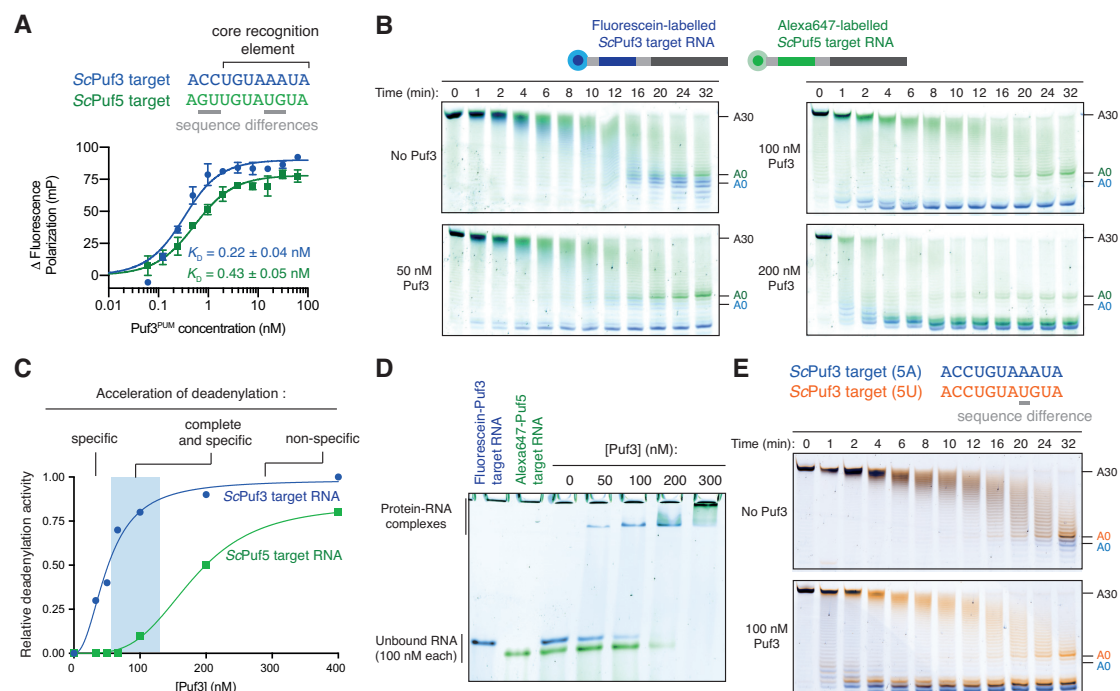 A
core recognition
element
ScPuf3 target ACCUGUAAAUA
ScPuf5 target AGUUGUAUGUA
sequence differences
100
75
50
25
0
Δ Fluorescence
Polarization (mP)
KD = 0.22 ± 0.04 nM
KD = 0.43 ± 0.05 nM
0.01 0.1 1 10 100
Puf3PUM concentration (nM)
B
Fluorescein-labelled
ScPuf3 target RNA
Alexa647-labelled
ScPuf5 target RNA
Time (min): 0 1 2 4 6 8 10 12 16 20 24 32
0 1 2 4 6 8 10 12 16 20 24 32
No Puf3
A30
A0
A0
100 nM
Puf3
A30
A0
A0
50 nM
Puf3
A30
A0
A0
200 nM
Puf3
A30
A0
A0
C
Acceleration of deadenylation :
specific
complete
and specific
non-specific
1.00
0.75
0.50
0.25
0.00
Relative deadenylation activity
ScPuf3 target RNA
ScPuf5 target RNA
0 100 200 300 400
[Puf3] (nM)
D
Fluorescein-Puf3
target RNA
Alexa647-Puf5
target RNA
[Puf3] (nM):
0 50 100 200 300
Protein-RNA
complexes
Unbound RNA
(100 nM each)
E
ScPuf3 target (5A) ACCUGUAAAUA
ScPuf3 target (5U) ACCUGUAUGUA
sequence difference
Time (min): 0 1 2 4 6 8 10 12 16 20 24 32
No Puf3
A30
A0
A0
100 nM
Puf3
A30
A0
A0